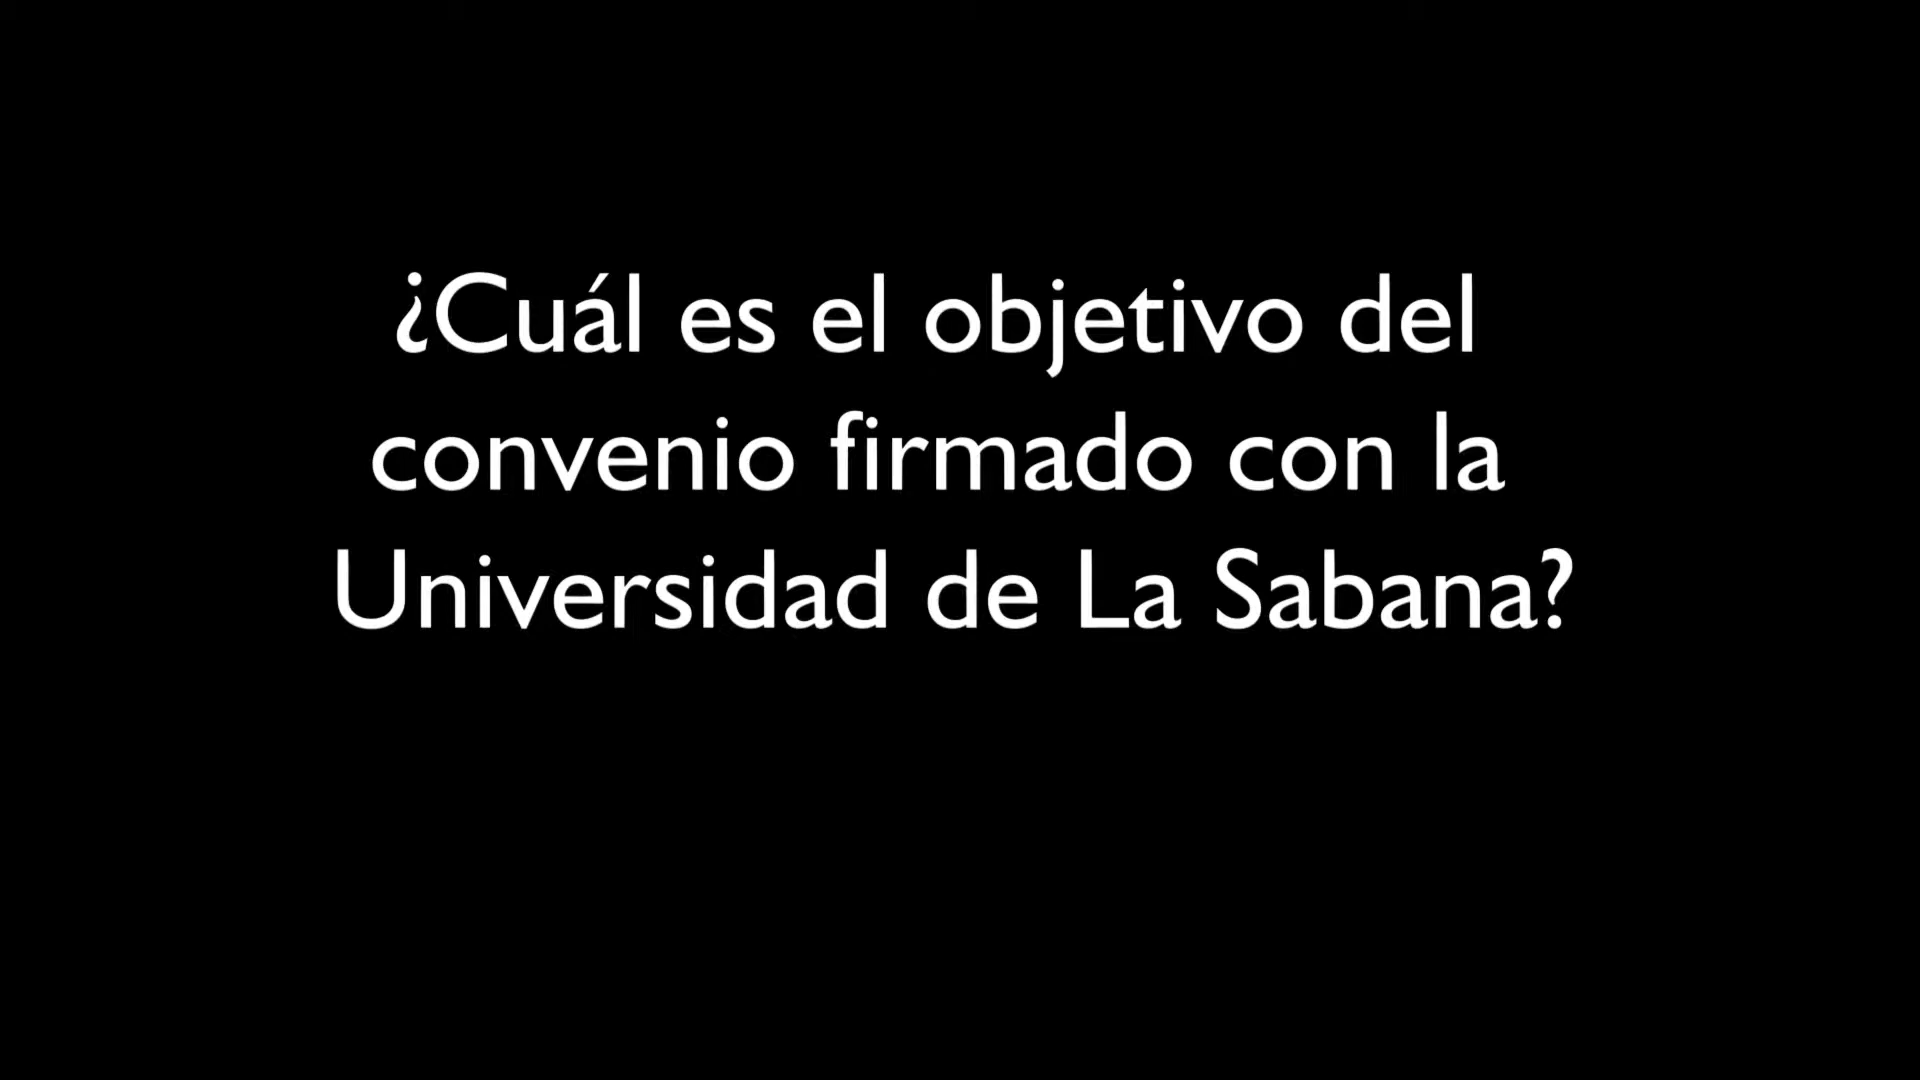 ¿Cuál es el objetivo del
convenio firmado con la
Universidad de La Sabana?